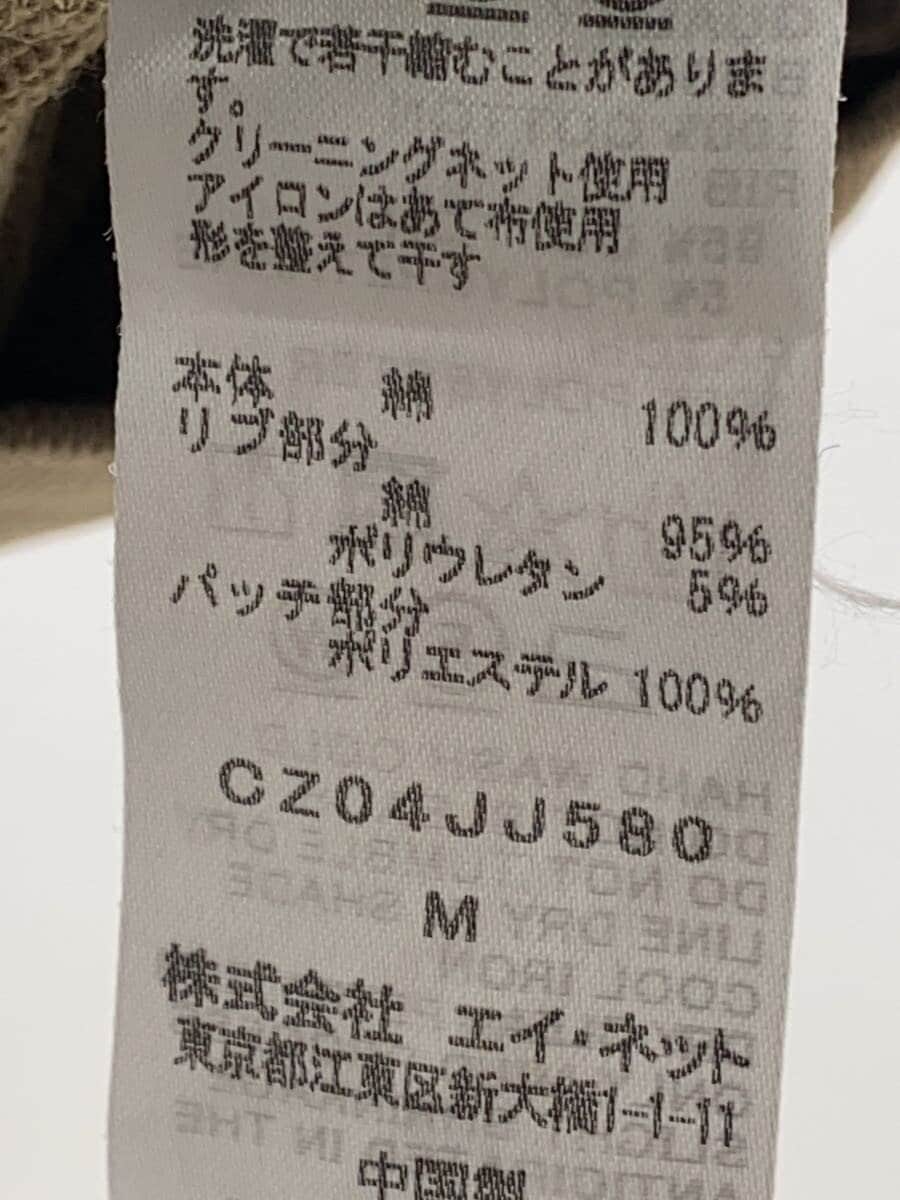 洗濯で若干縮むことがありま
す。
クリーニングネット使用
アイロンはあて布使用
形を整えて干す
本体 綿 100%
リブ部分
綿 95%
ポリウレタン 5%
パッチ部分
ポリエステル 100%
CZ04JJ580
M
株式会社 エイ・ネット
東京都江東区新大橋1-1-11
中国製